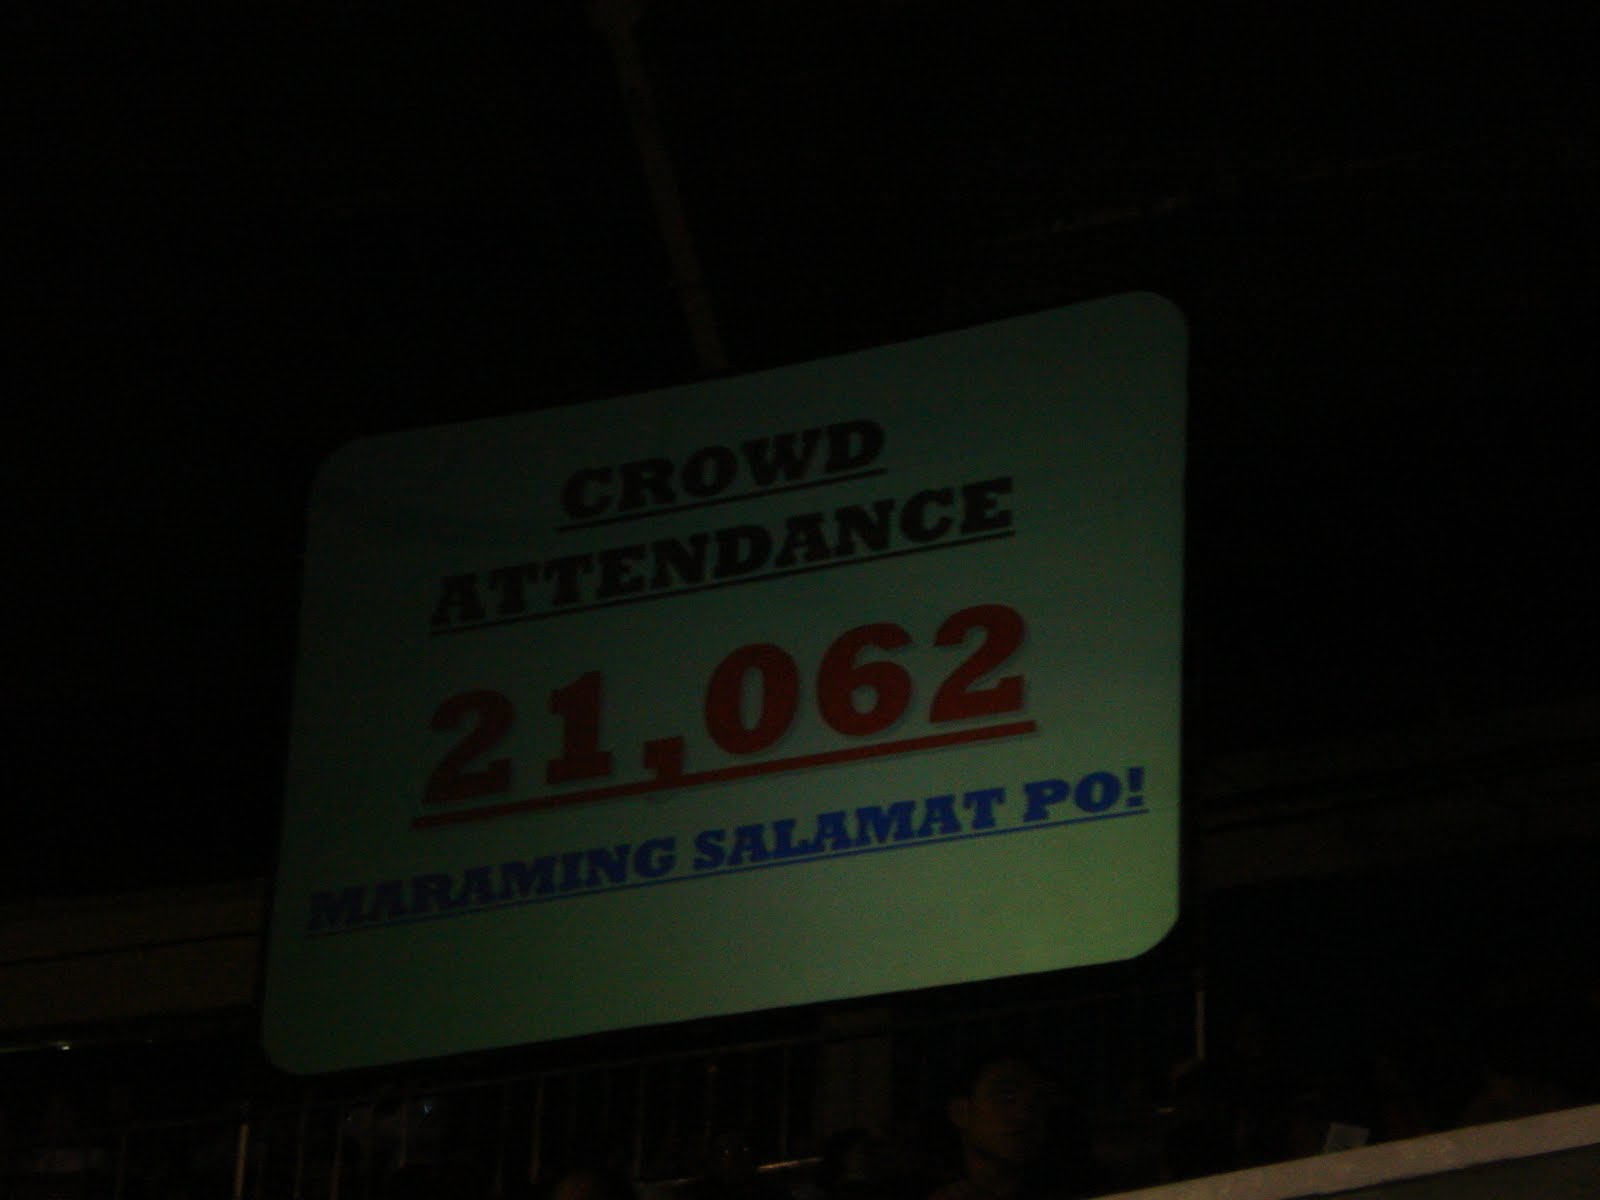 CROWD
ATTENDANCE
21,062
MARAMING SALAMAT PO!